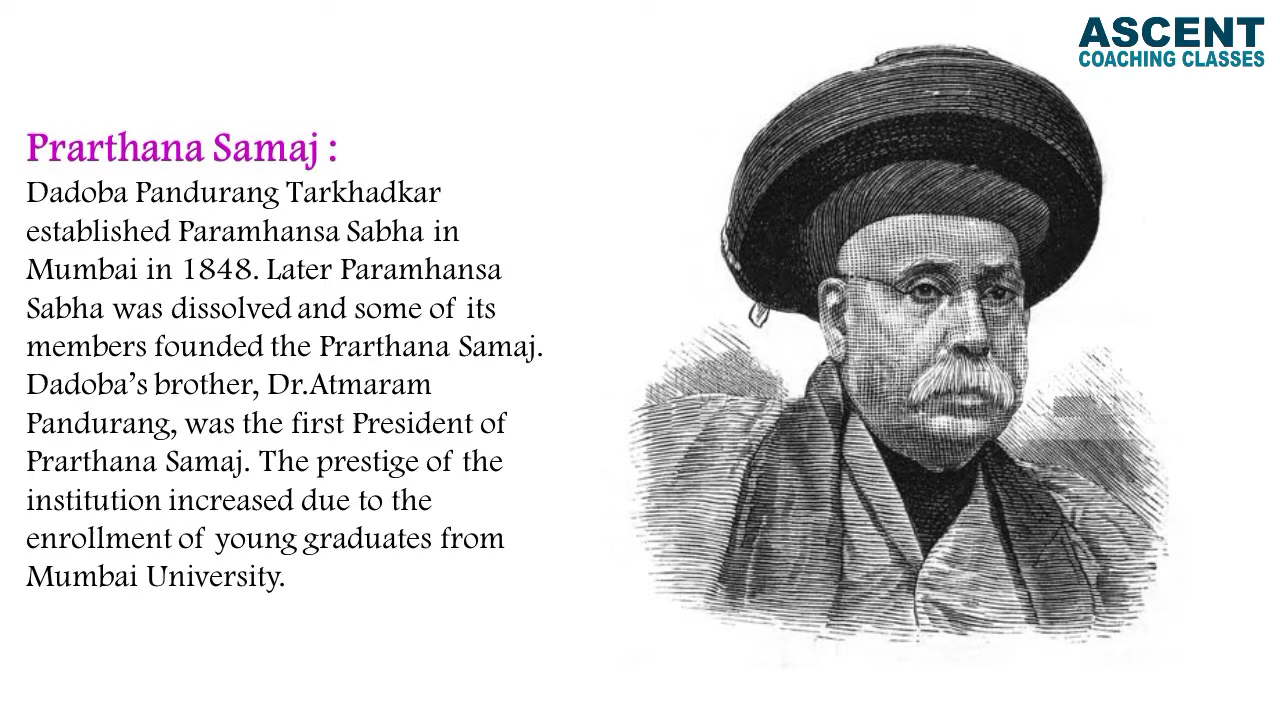 ASCENT
COACHING CLASSES
Prarthana Samaj :
Dadoba Pandurang Tarkhadkar
established Paramhansa Sabha in
Mumbai in 1848. Later Paramhansa
Sabha was dissolved and some of its
members founded the Prarthana Samaj.
Dadoba’s brother, Dr.Atmaram
Pandurang, was the first President of
Prarthana Samaj. The prestige of the
institution increased due to the
enrollment of young graduates from
Mumbai University.